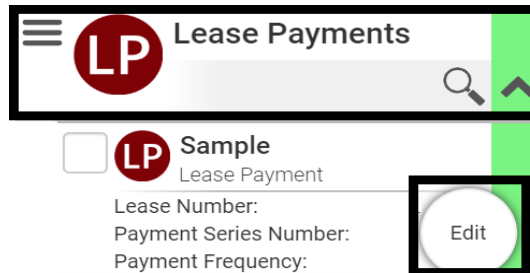 LP Lease Payments
LP Sample
Lease Payment
Lease Number:
Payment Series Number:
Payment Frequency:
Edit